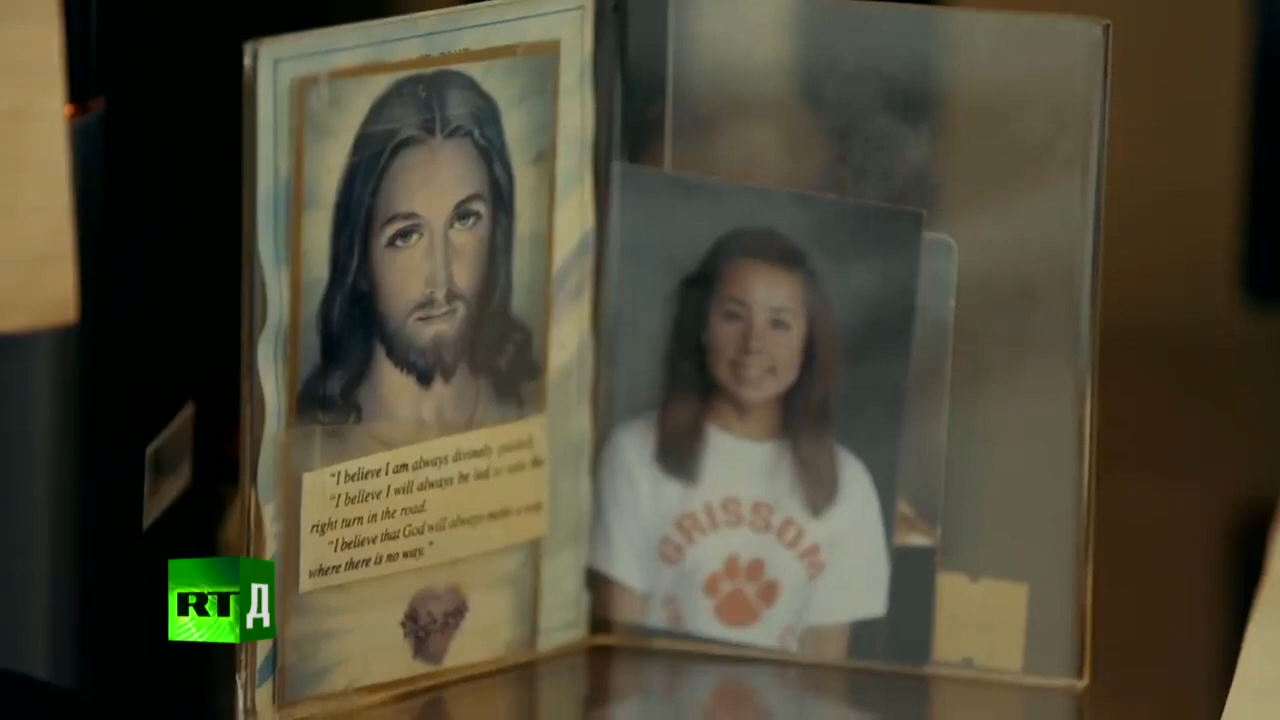 "I believe I am always divinely guided.
"I believe I will always be led to take the
right turn in the road.
"I believe that God will always make a way
where there is no way."
GRISSOM
RT Д